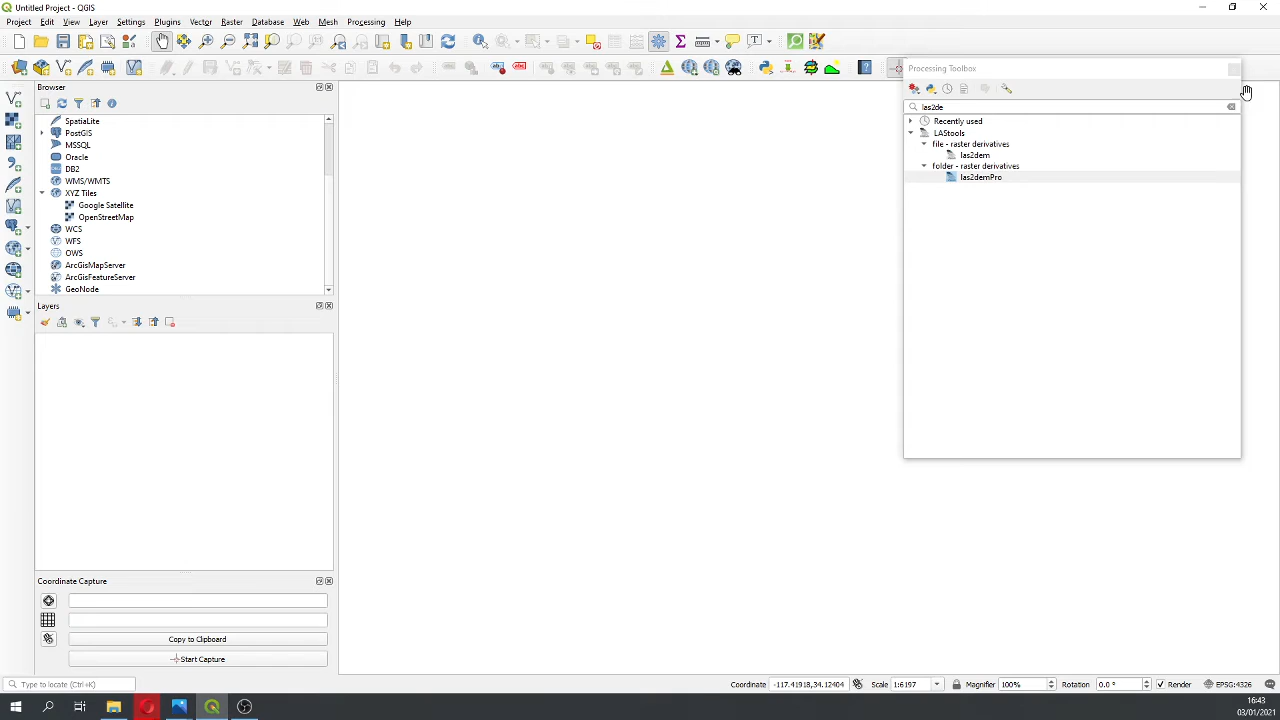 Untitled Project - QGIS
Project Edit View Layer Settings Plugins Vector Raster Database Web Mesh Processing Help
Browser
SpatiaLite
PostGIS
MSSQL
Oracle
DB2
WMS/WMTS
XYZ Tiles
Google Satellite
OpenStreetMap
WCS
WFS
OWS
ArcGisMapServer
ArcGisFeatureServer
GeoNode
Layers
Coordinate Capture
Copy to Clipboard
Start Capture
Processing Toolbox
las2de
Recently used
LAStools
file - raster derivatives
las2dem
folder - raster derivatives
las2demPro
Type to locate (Ctrl+K)
Coordinate -117.41918,34.12404 Scale 1:6197 Magnifier 100% Rotation 0.0 ° Render EPSG:4326
16:43
03/01/2021